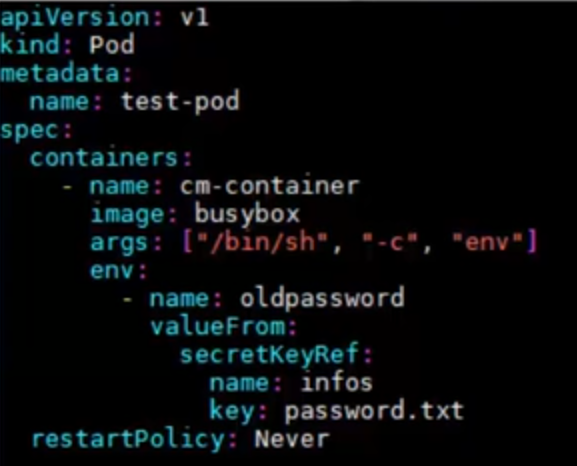 apiVersion: v1
kind: Pod
metadata:
  name: test-pod
spec:
  containers:
    - name: cm-container
      image: busybox
      args: ["/bin/sh", "-c", "env"]
      env:
        - name: oldpassword
          valueFrom:
            secretKeyRef:
              name: infos
              key: password.txt
  restartPolicy: Never